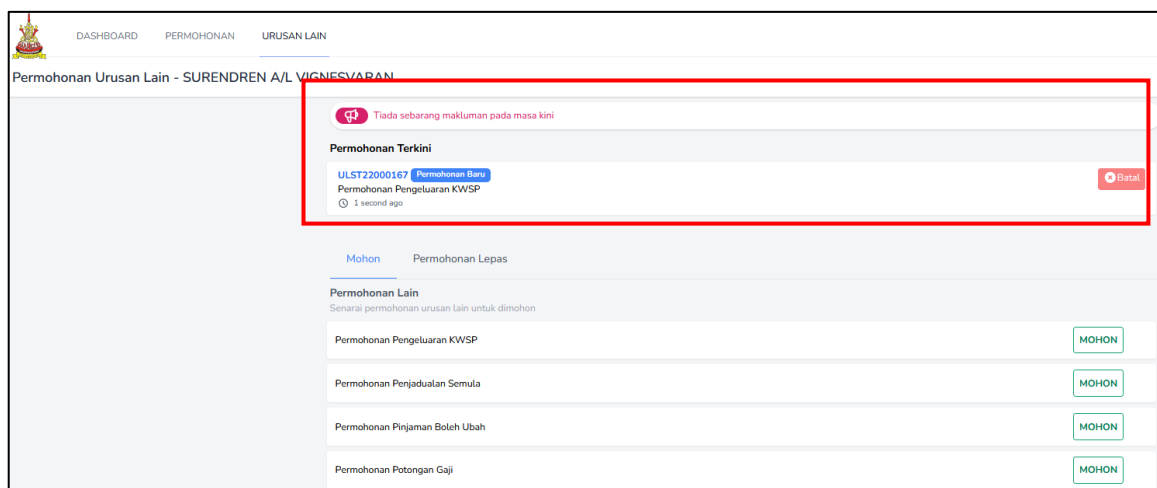 DASHBOARD PERMOHONAN URUSAN LAIN
Permohonan Urusan Lain - SURENDREN A/L VIGNESVARAN
Tiada sebarang makluman pada masa kini
Permohonan Terkini
ULST22000167 Permohonan Baru
Permohonan Pengeluaran KWSP
Batal
1 second ago
Mohon Permohonan Lepas
Permohonan Lain
Senarai permohonan urusan lain untuk dimohon
Permohonan Pengeluaran KWSP MOHON
Permohonan Penjadualan Semula MOHON
Permohonan Pinjaman Boleh Ubah MOHON
Permohonan Potongan Gaji MOHON